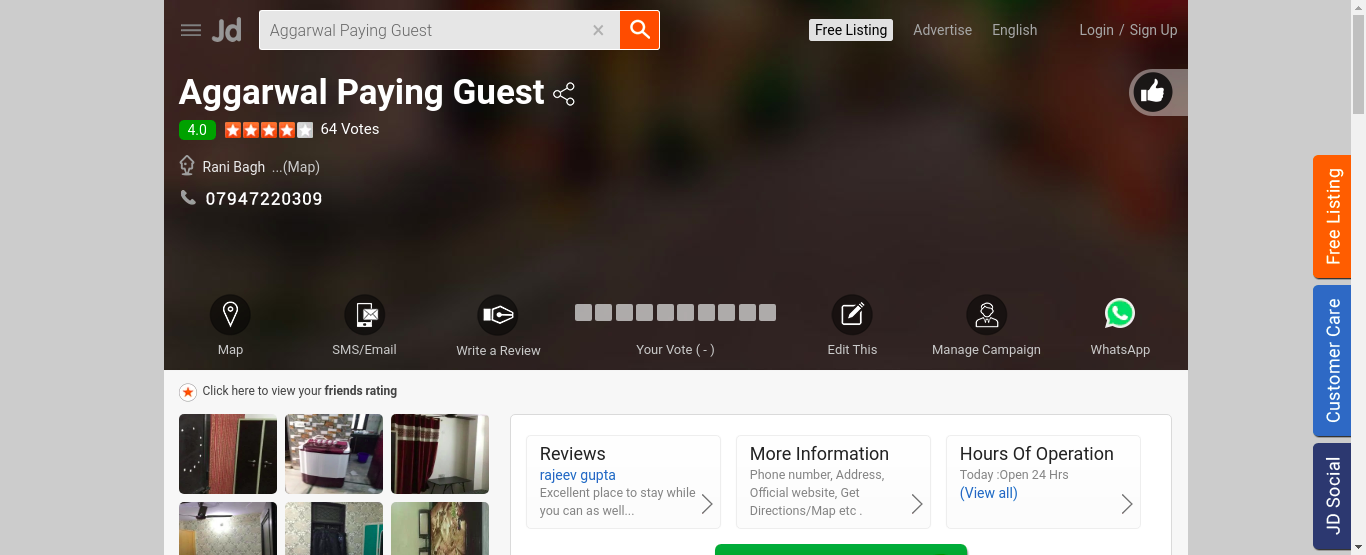 Jd
Aggarwal Paying Guest
Free Listing
Advertise
English
Login / Sign Up
Aggarwal Paying Guest
4.0 64 Votes
Rani Bagh ...(Map)
07947220309
Map
SMS/Email
Write a Review
Your Vote ( - )
Edit This
Manage Campaign
WhatsApp
Click here to view your friends rating
Reviews
rajeev gupta
Excellent place to stay while
you can as well...
More Information
Phone number, Address,
Official website, Get
Directions/Map etc .
Hours Of Operation
Today :Open 24 Hrs
(View all)
Free Listing
Customer Care
JD Social